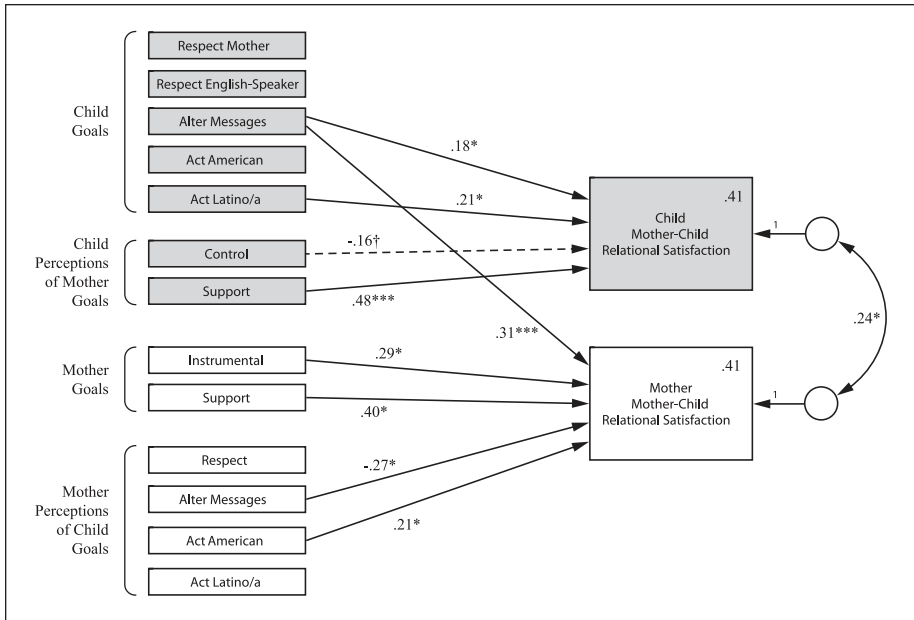 Child
Goals
Respect Mother
Respect English-Speaker
Alter Messages
Act American
Act Latino/a
Child
Perceptions
of Mother
Goals
Control
Support
Mother
Goals
Instrumental
Support
Mother
Perceptions
of Child
Goals
Respect
Alter Messages
Act American
Act Latino/a
.18*
.21*
-.16†
.48***
.31***
.29*
.40*
-.27*
.21*
.41
Child
Mother-Child
Relational Satisfaction
1
.41
Mother
Mother-Child
Relational Satisfaction
1
.24*